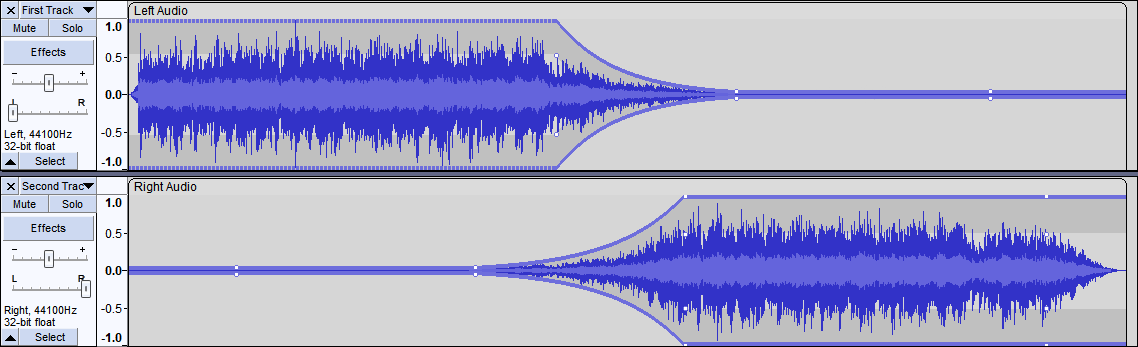 First Track
Left Audio
Mute Solo
Effects
- +
L R
Left, 44100Hz
32-bit float
Select
1.0
0.5
0.0
-0.5
-1.0
Second Trac
Right Audio
Mute Solo
Effects
- +
L R
Right, 44100Hz
32-bit float
Select
1.0
0.5
0.0
-0.5
-1.0